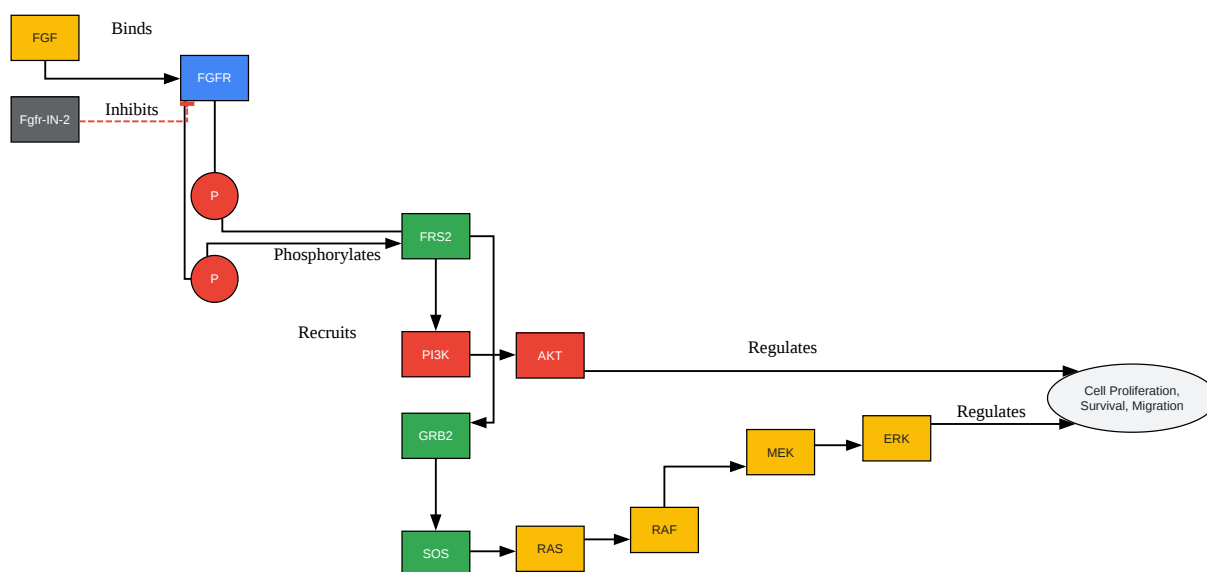 FGF
Binds
FGFR
Fgfr-IN-2
Inhibits
P
FRS2
Phosphorylates
P
Recruits
PI3K
AKT
Regulates
Cell Proliferation,
Survival, Migration
Regulates
GRB2
ERK
MEK
RAF
SOS
RAS